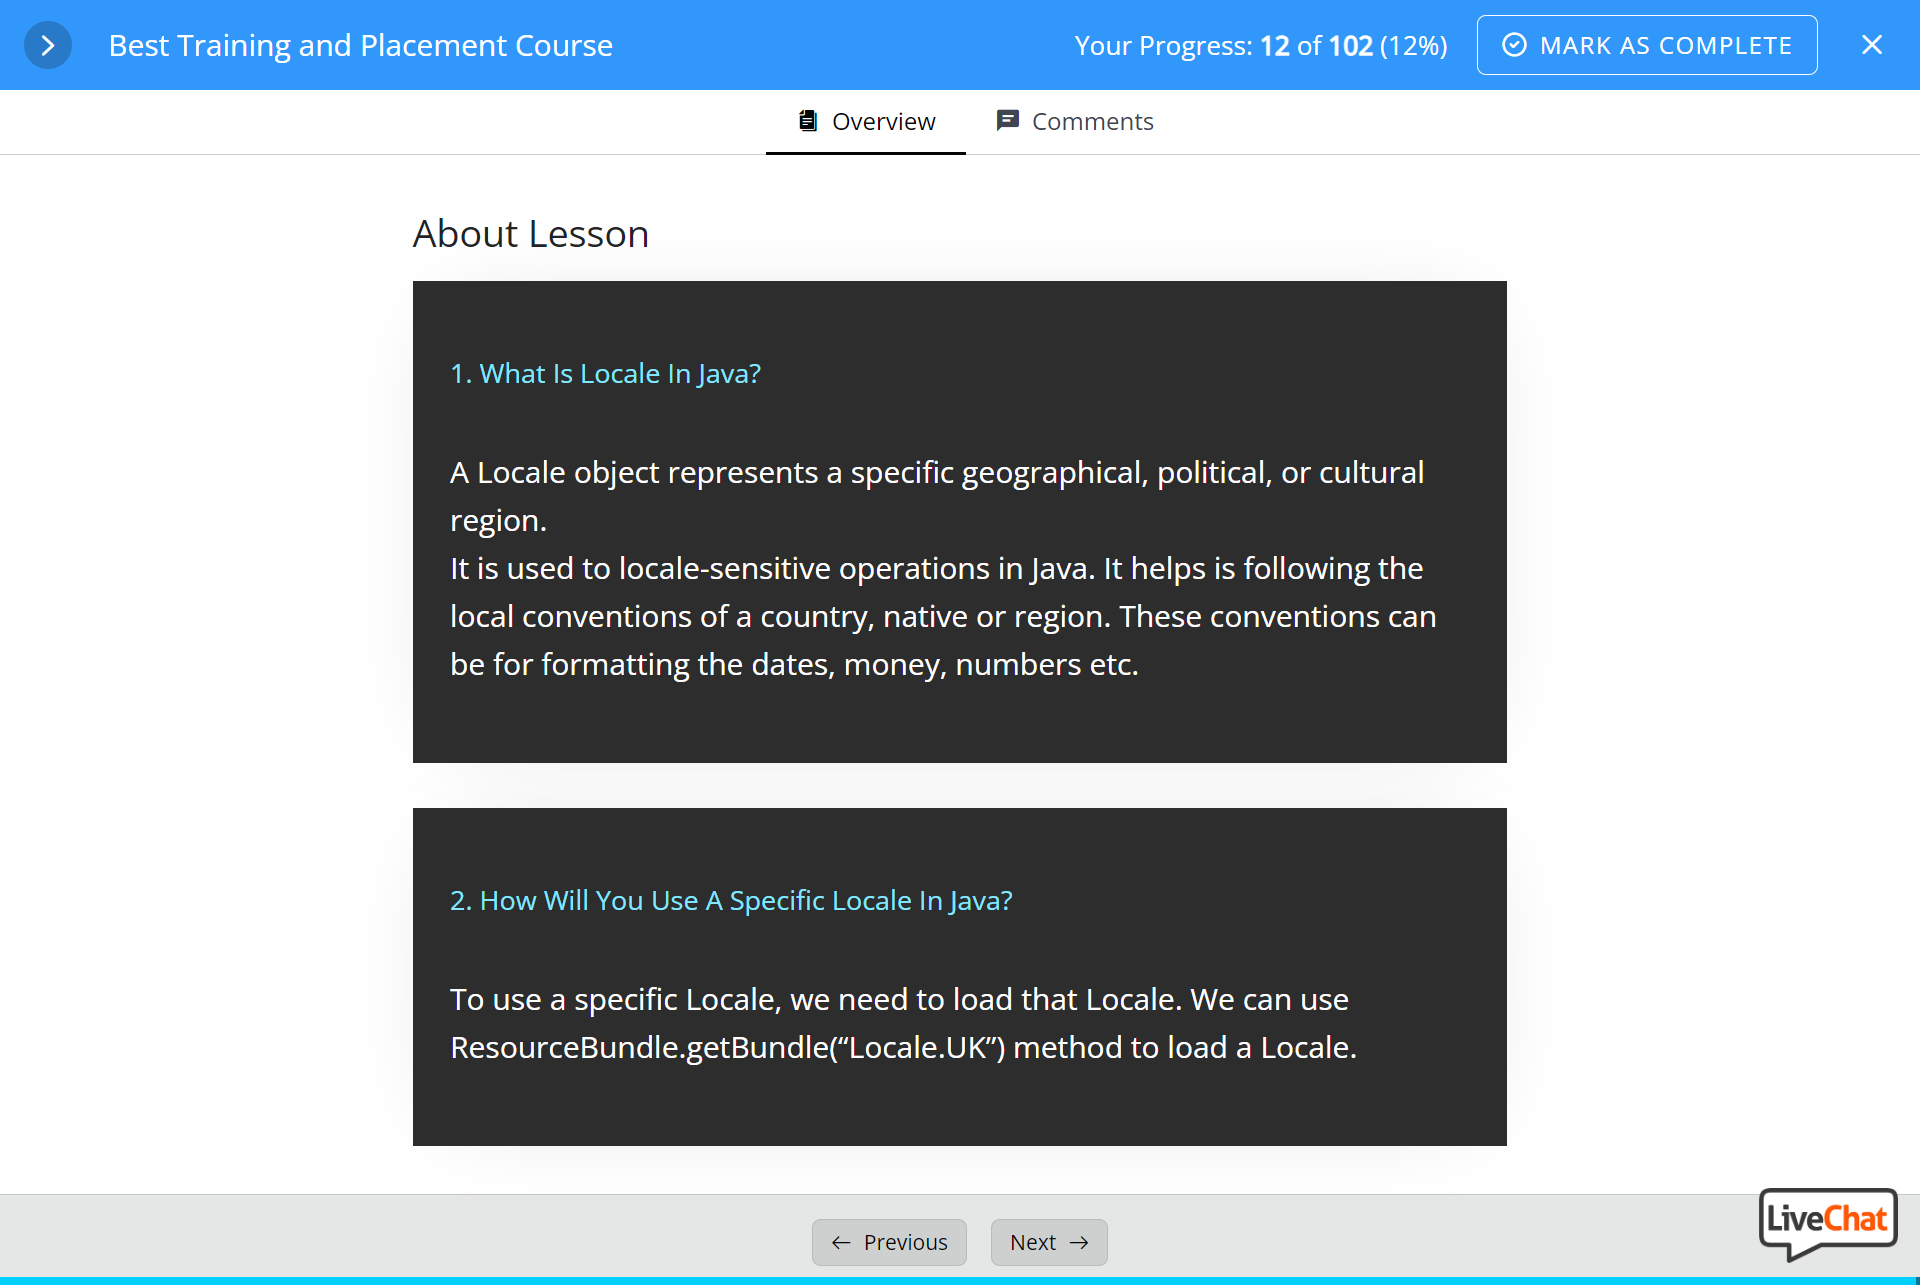 Best Training and Placement Course
Your Progress: 12 of 102 (12%)
MARK AS COMPLETE
Overview
Comments
About Lesson
1. What Is Locale In Java?
A Locale object represents a specific geographical, political, or cultural
region.
It is used to locale-sensitive operations in Java. It helps is following the
local conventions of a country, native or region. These conventions can
be for formatting the dates, money, numbers etc.
2. How Will You Use A Specific Locale In Java?
To use a specific Locale, we need to load that Locale. We can use
ResourceBundle.getBundle(“Locale.UK”) method to load a Locale.
← Previous
Next →
LiveChat